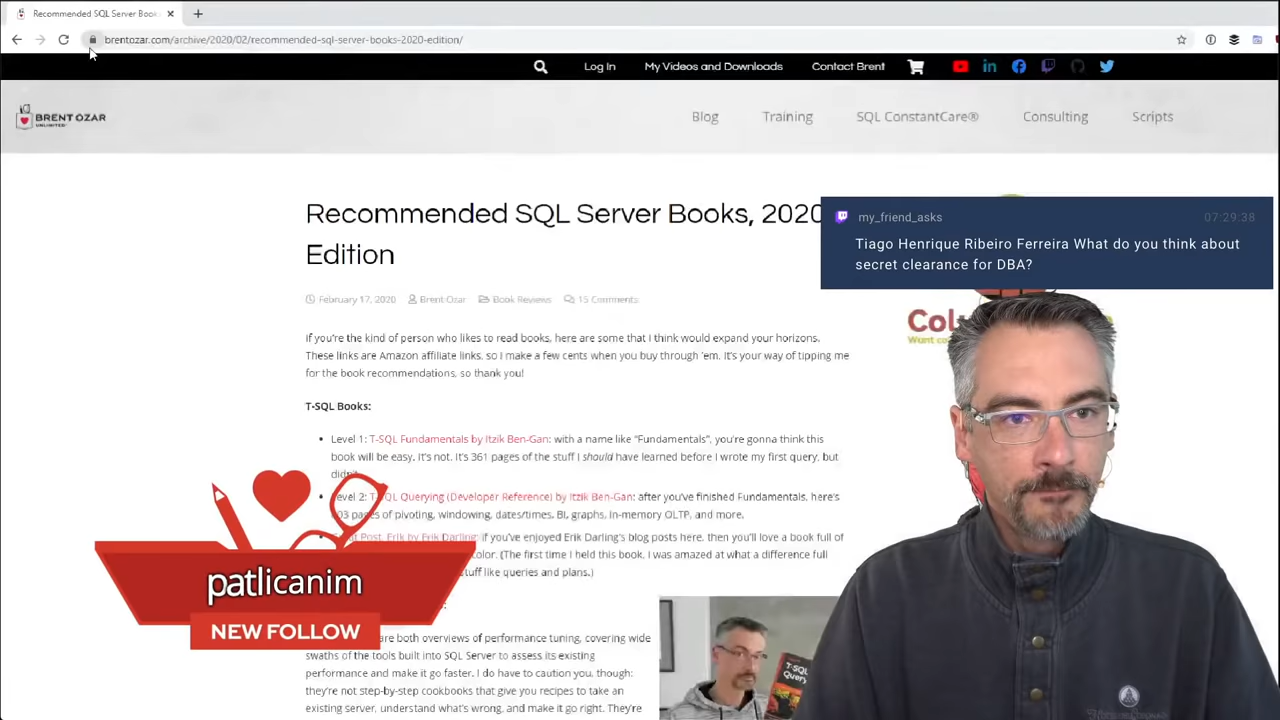 Recommended SQL Server Book
brentozar.com/archive/2020/02/recommended-sql-server-books-2020-edition/
Log In
My Videos and Downloads
Contact Brent
BRENT OZAR
UNLIMITED
Blog
Training
SQL ConstantCare®
Consulting
Scripts
Recommended SQL Server Books, 2020
Edition
February 17, 2020
Brent Ozar
Book Reviews
15 Comments
my_friend_asks
07:29:38
Tiago Henrique Ribeiro Ferreira What do you think about
secret clearance for DBA?
Col
Want co
If you're the kind of person who likes to read books, here are some that I think would expand your horizons.
These links are Amazon affiliate links, so I make a few cents when you buy through 'em. It's your way of tipping me
for the book recommendations, so thank you!
T-SQL Books:
Level 1: T-SQL Fundamentals by Itzik Ben-Gan: with a name like "Fundamentals", you're gonna think this
book will be easy. It's not. It's 361 pages of the stuff I should have learned before I wrote my first query, but
didn'
evel 2: T-SQL Querying (Developer Reference) by Itzik Ben-Gan: after you've finished Fundamentals, here's
03 pages of pivoting, windowing, dates/times, BI, graphs, in-memory OLTP, and more.
at Post, Erik by Erik Darling: if you've enjoyed Erik Darling's blog posts here, then you'll love a book full of
color. (The first time I held this book, I was amazed at what a difference full
tuff like queries and plans.)
patlicanim
NEW FOLLOW
are both overviews of performance tuning, covering wide
swaths of the tools built into SQL Server to assess its existing
performance and make it go faster. I do have to caution you, though:
they're not step-by-step cookbooks that give you recipes to take an
existing server, understand what's wrong, and make it go right. They're
T-SQL
Query